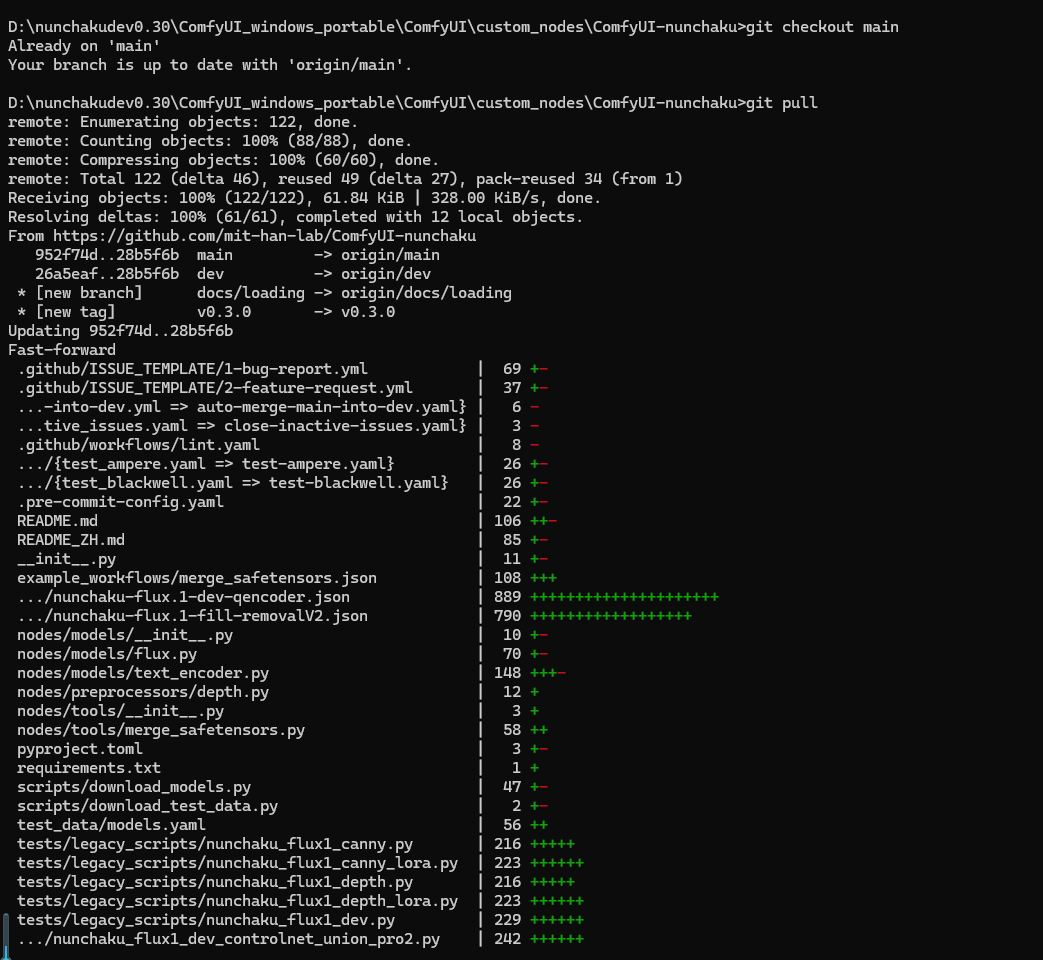 D:\nunchakudev0.30\ComfyUI_windows_portable\ComfyUI\custom_nodes\ComfyUI-nunchaku>git checkout main
Already on 'main'
Your branch is up to date with 'origin/main'.
D:\nunchakudev0.30\ComfyUI_windows_portable\ComfyUI\custom_nodes\ComfyUI-nunchaku>git pull
remote: Enumerating objects: 122, done.
remote: Counting objects: 100% (88/88), done.
remote: Compressing objects: 100% (60/60), done.
remote: Total 122 (delta 46), reused 49 (delta 27), pack-reused 34 (from 1)
Receiving objects: 100% (122/122), 61.84 KiB | 328.00 KiB/s, done.
Resolving deltas: 100% (61/61), completed with 12 local objects.
From https://github.com/mit-han-lab/ComfyUI-nunchaku
   952f74d..28b5f6b  main         -> origin/main
   26a5eaf..28b5f6b  dev          -> origin/dev
 * [new branch]      docs/loading -> origin/docs/loading
 * [new tag]         v0.3.0       -> v0.3.0
Updating 952f74d..28b5f6b
Fast-forward
 .github/ISSUE_TEMPLATE/1-bug-report.yml            |  69 +-
 .github/ISSUE_TEMPLATE/2-feature-request.yml       |  37 +-
 ...-into-dev.yml => auto-merge-main-into-dev.yaml} |   6 -
 ...tive_issues.yaml => close-inactive-issues.yaml} |   3 -
 .github/workflows/lint.yaml                        |   8 -
 .../{test_ampere.yaml => test-ampere.yaml}         |  26 +-
 .../{test_blackwell.yaml => test-blackwell.yaml}   |  26 +-
 .pre-commit-config.yaml                            |  22 +-
 README.md                                          | 106 ++-
 README_ZH.md                                       |  85 +-
 __init__.py                                        |  11 +-
 example_workflows/merge_safetensors.json           | 108 +++
 .../nunchaku-flux.1-dev-qencoder.json              | 889 +++++++++++++++++++++
 .../nunchaku-flux.1-fill-removalV2.json            | 790 ++++++++++++++++++
 nodes/models/__init__.py                           |  10 +-
 nodes/models/flux.py                               |  70 +-
 nodes/models/text_encoder.py                       | 148 +++-
 nodes/preprocessors/depth.py                       |  12 +
 nodes/tools/__init__.py                            |   3 +
 nodes/tools/merge_safetensors.py                   |  58 ++
 pyproject.toml                                     |   3 +-
 requirements.txt                                   |   1 +
 scripts/download_models.py                         |  47 +-
 scripts/download_test_data.py                      |   2 +-
 test_data/models.yaml                              |  56 ++
 tests/legacy_scripts/nunchaku_flux1_canny.py       | 216 +++++
 tests/legacy_scripts/nunchaku_flux1_canny_lora.py  | 223 ++++++
 tests/legacy_scripts/nunchaku_flux1_depth.py       | 216 +++++
 tests/legacy_scripts/nunchaku_flux1_depth_lora.py  | 223 ++++++
 tests/legacy_scripts/nunchaku_flux1_dev.py         | 229 ++++++
 .../nunchaku_flux1_dev_controlnet_union_pro2.py    | 242 ++++++